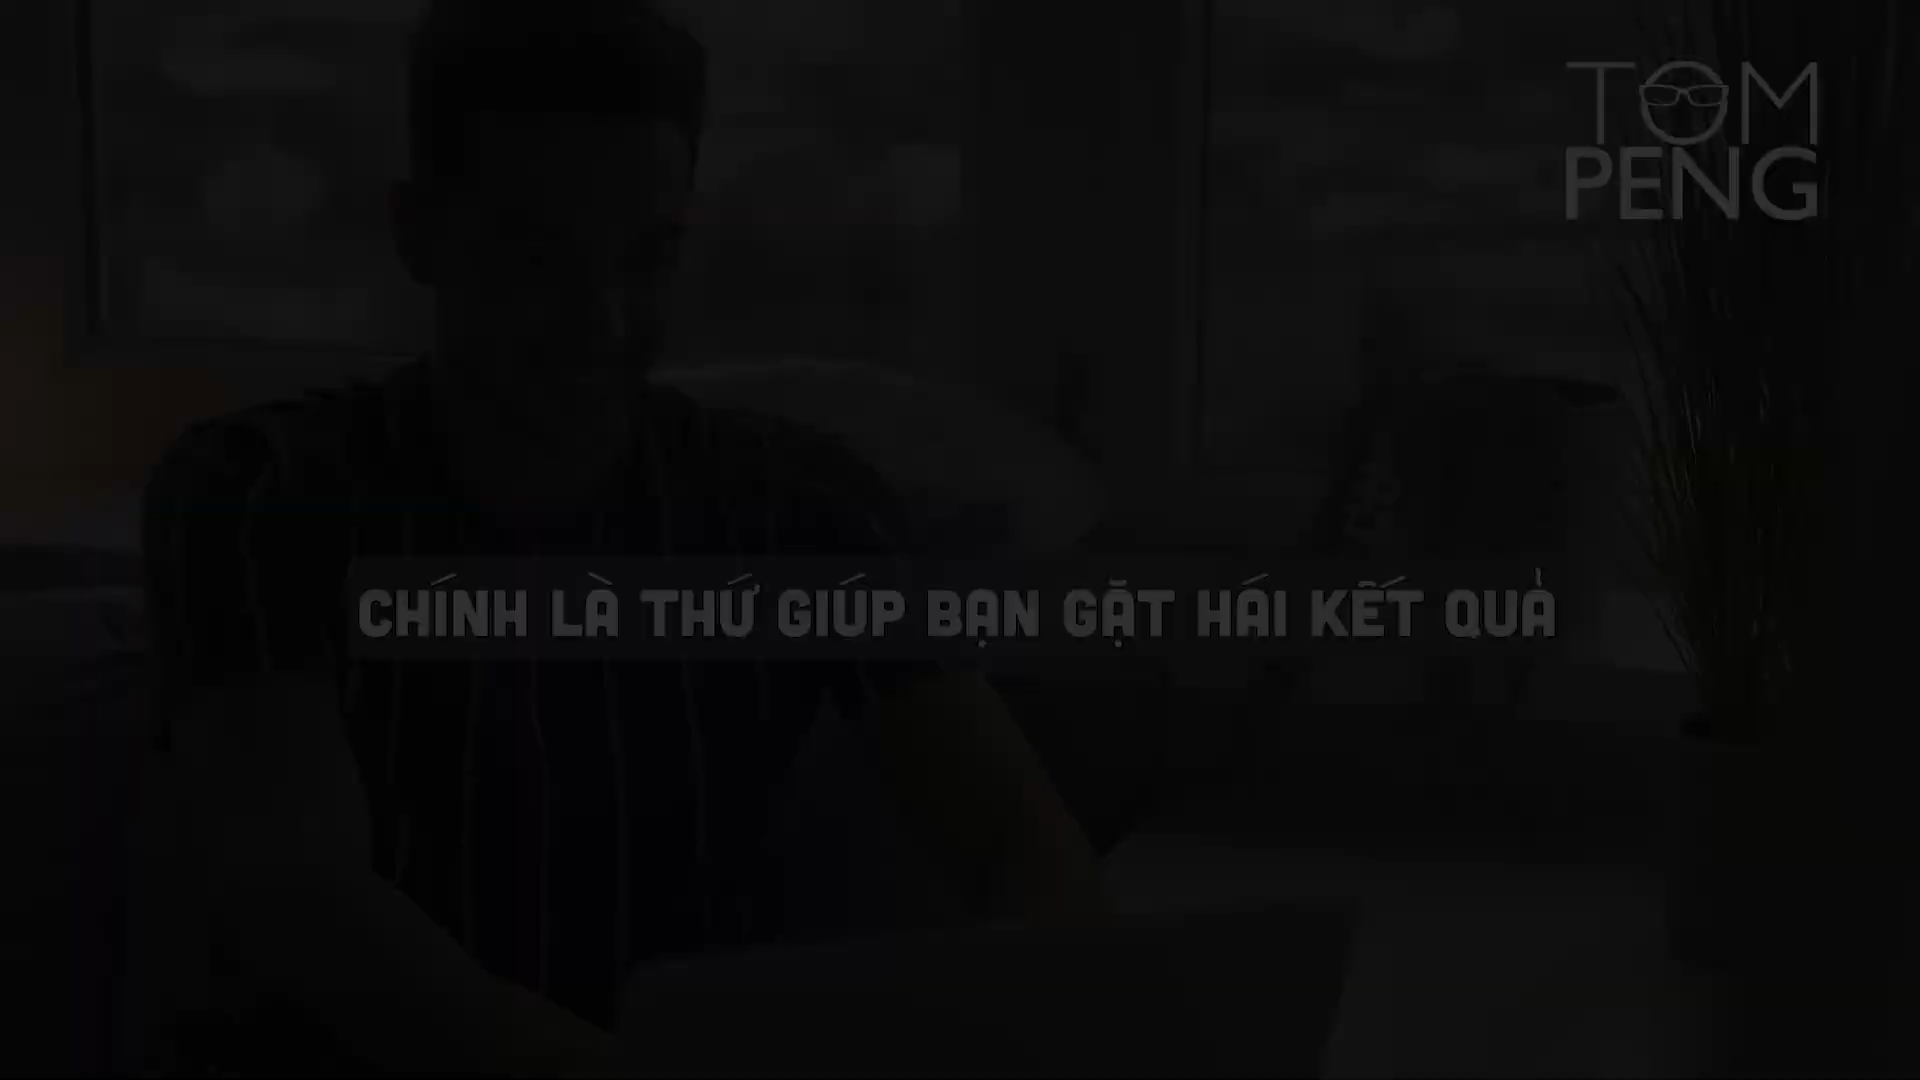 TOM
PENG
CHÍNH LÀ THỨ GIÚP BẠN GẶT HÁI KẾT QUẢ